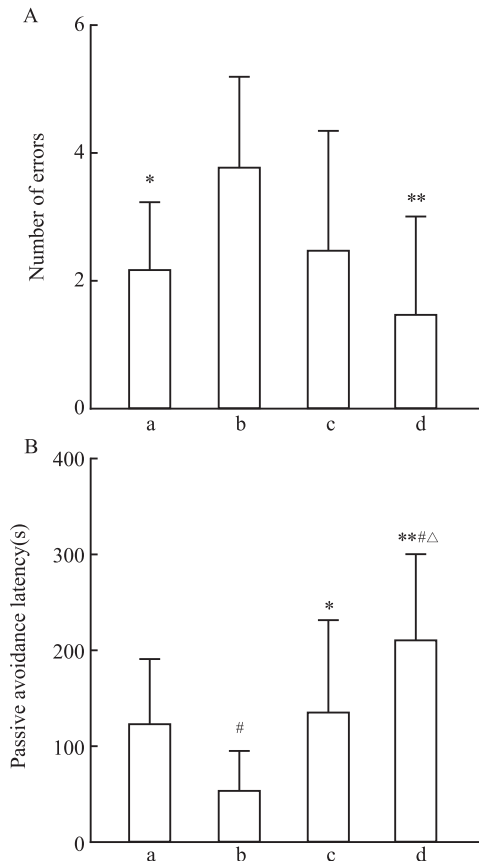 A
6
4
2
0
Number of errors
*
**
a b c d
B
400
300
200
100
0
Passive avoidance latency(s)
#
*
**#△
a b c d